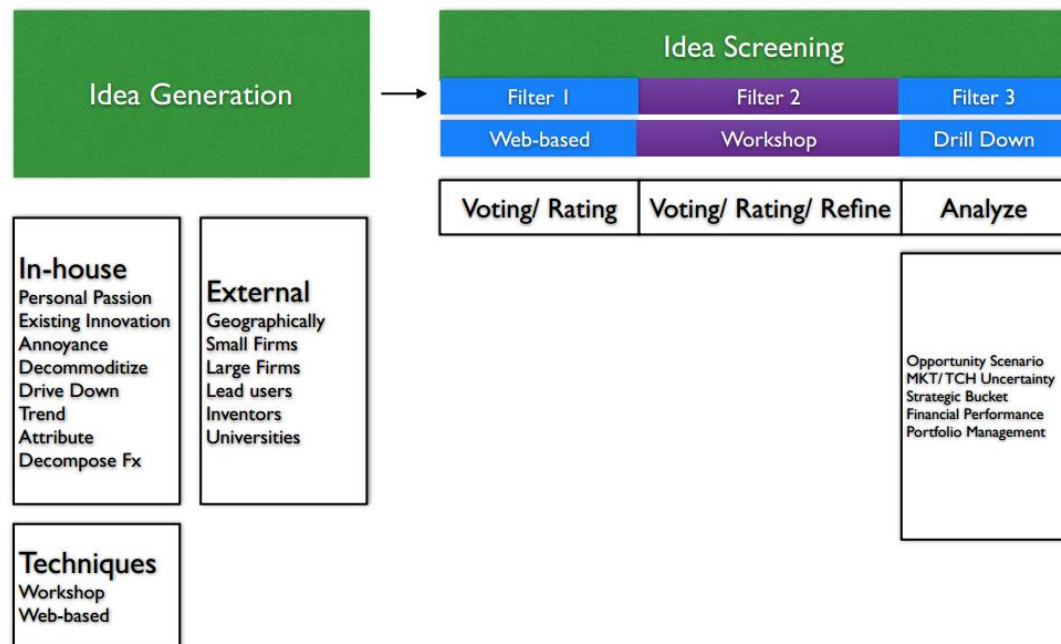 Idea Generation
Idea Screening
Filter 1
Filter 2
Filter 3
Web-based
Workshop
Drill Down
Voting/ Rating
Voting/ Rating/ Refine
Analyze
In-house
Personal Passion
Existing Innovation
Annoyance
Decommoditize
Drive Down
Trend
Attribute
Decompose Fx
External
Geographically
Small Firms
Large Firms
Lead users
Inventors
Universities
Opportunity Scenario
MKT/ TCH Uncertainty
Strategic Bucket
Financial Performance
Portfolio Management
Techniques
Workshop
Web-based